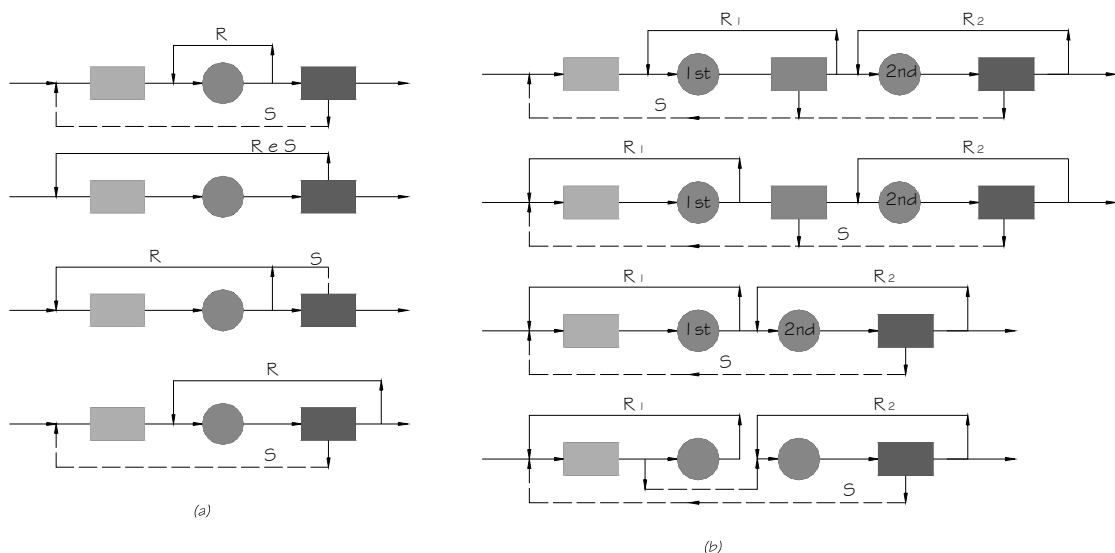 R
S
R e S
R S
R
S
(a)
R1 R2
1st 2nd
S
R1 R2
1st 2nd
S
R1 R2
1st 2nd
S
R1 R2
S
(b)